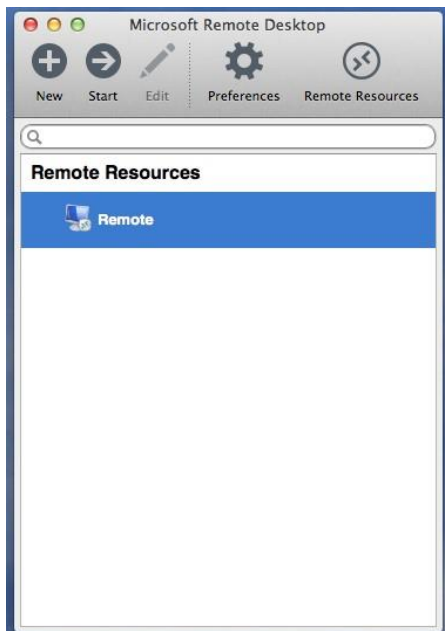 Microsoft Remote Desktop
New Start Edit Preferences Remote Resources
Remote Resources
Remote